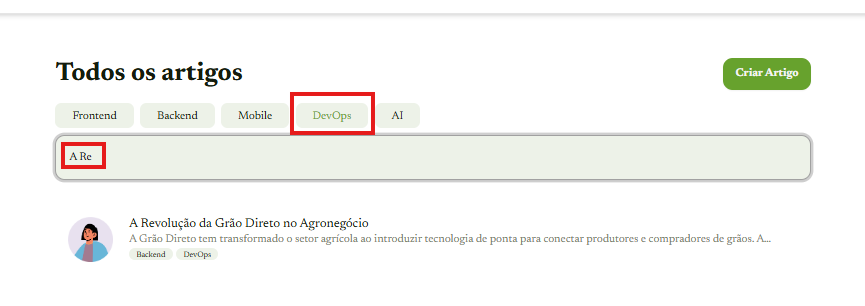 Todos os artigos
Criar Artigo
Frontend Backend Mobile DevOps AI
A Re
A Revolução da Grão Direto no Agronegócio
A Grão Direto tem transformado o setor agrícola ao introduzir tecnologia de ponta para conectar produtores e compradores de grãos. A...
Backend DevOps